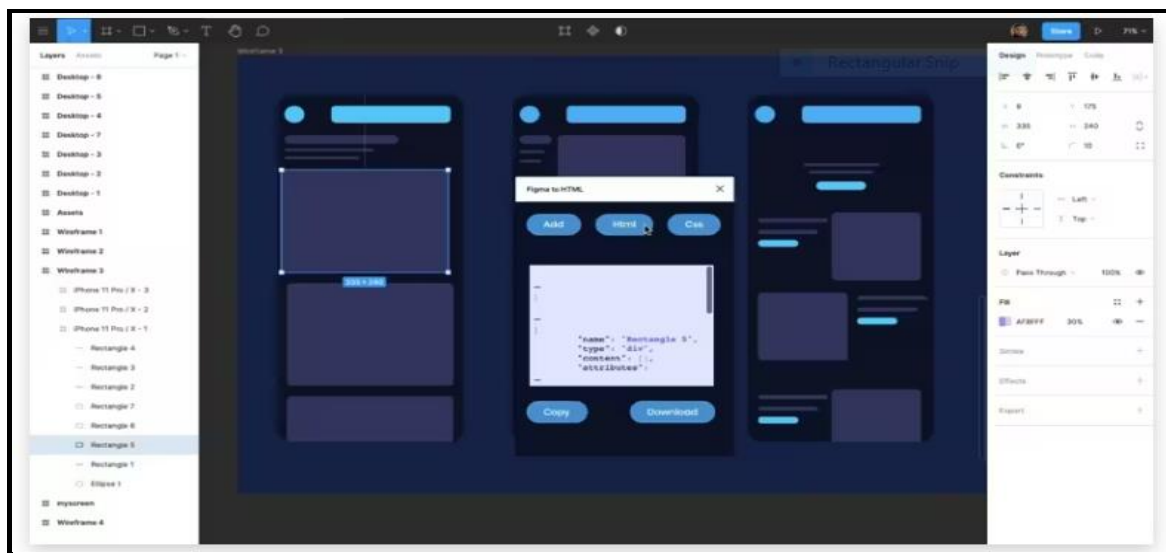 Share
71%
Layers Assets Page 1
Desktop - 6
Desktop - 5
Desktop - 4
Desktop - 7
Desktop - 3
Desktop - 2
Desktop - 1
Assets
Wireframe 1
Wireframe 2
Wireframe 3
iPhone 11 Pro / X - 3
iPhone 11 Pro / X - 2
iPhone 11 Pro / X - 1
Rectangle 4
Rectangle 3
Rectangle 2
Rectangle 7
Rectangle 6
Rectangle 5
Rectangle 1
Ellipse 1
myscreen
Wireframe 4
Wireframe 3
Rectangular Snip
335 × 240
Figma to HTML
Add Html Css
"name": "Rectangle 5",
"type": "div",
"content": [],
"attributes":
Copy Download
Design Prototype Code
175
335 240
0° 10
Constraints
Left
Top
Layer
Pass Through 100%
Fill
30%
Stroke
Effects
Export